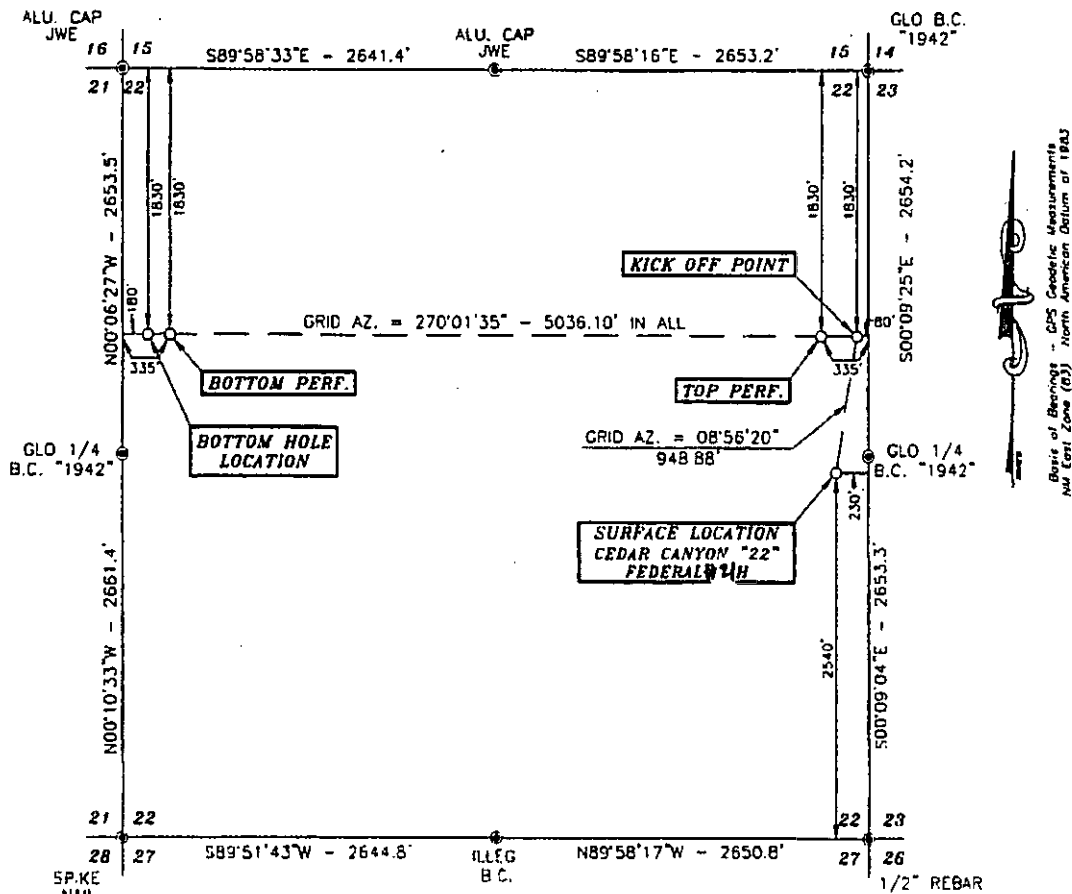 ALU. CAP
JWE
16 15
21 22
S89°58'33"E - 2641.4'
ALU. CAP
JWE
S89°58'16"E - 2653.2'
GLO B.C.
"1942"
15 14
22 23
N00°06'27"W - 2653.5'
1830'
1830'
1830'
1830'
S00°09'25"E - 2654.2'
KICK OFF POINT
180'
GRID AZ. = 270°01'35" - 5036.10' IN ALL
80'
335'
335'
BOTTOM PERF.
TOP PERF.
BOTTOM HOLE
LOCATION
GRID AZ. = 08°56'20"
948.88'
GLO 1/4
B.C. "1942"
GLO 1/4
B.C. "1942"
230'
SURFACE LOCATION
CEDAR CANYON "22"
FEDERAL #21H
N00°10'33"W - 2661.4'
2540'
S00°09'04"E - 2653.3'
21 22
28 27
S89°51'43"W - 2644.8'
ILLEG
B.C.
N89°58'17"W - 2650.8'
22 23
27 26
SPIKE
1/2" REBAR
Basis of Bearings - GPS Geodetic Measurements
NM East Zone (83) North American Datum of 1983